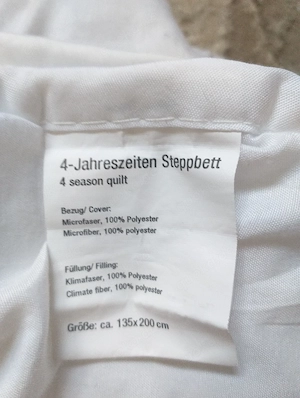 4-Jahreszeiten Steppbett
4 season quilt
Bezug/ Cover:
Microfaser, 100% Polyester
Microfiber, 100% polyester
Füllung/ Filling:
Klimafaser, 100% Polyester
Climate fiber, 100% polyester
Größe: ca. 135x200 cm